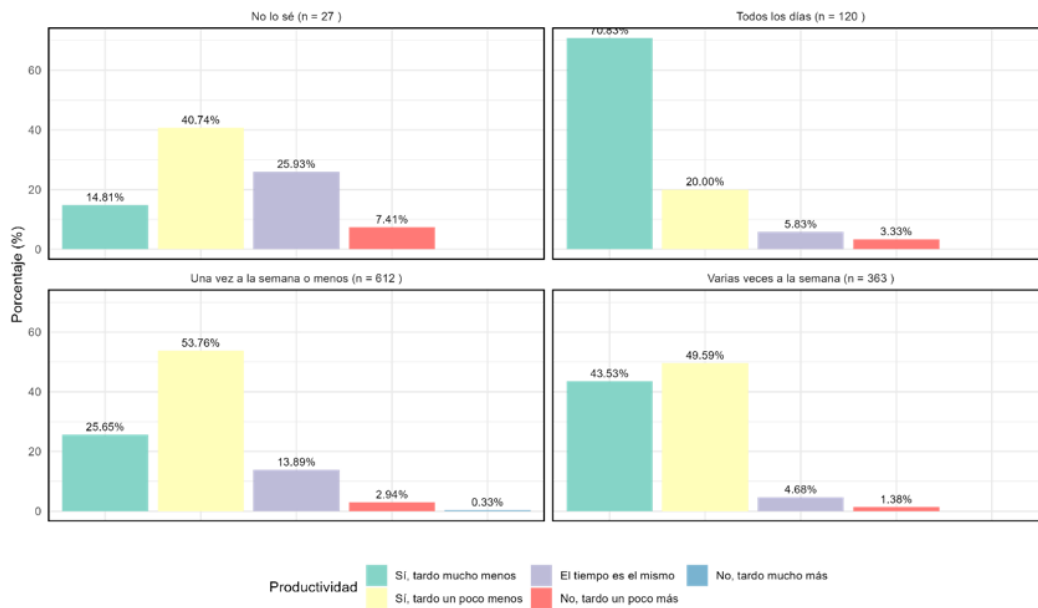 No lo sé (n = 27 )
Todos los días (n = 120 )
Porcentaje (%)
60
40
20
0
14.81%
40.74%
25.93%
7.41%
70.83%
20.00%
5.83%
3.33%
Una vez a la semana o menos (n = 612 )
Varias veces a la semana (n = 363 )
60
40
20
0
25.65%
53.76%
13.89%
2.94%
0.33%
43.53%
49.59%
4.68%
1.38%
Productividad
Sí, tardo mucho menos
El tiempo es el mismo
No, tardo mucho más
Sí, tardo un poco menos
No, tardo un poco más